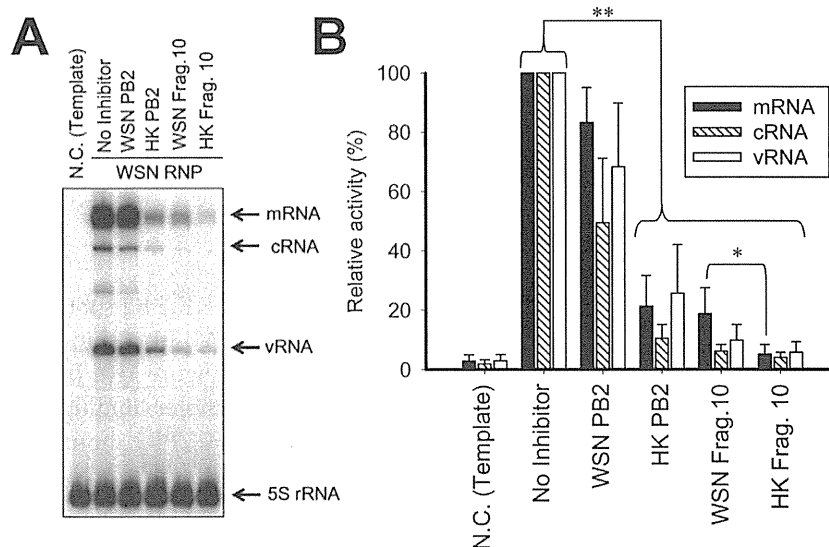 A
N.C. (Template)
No Inhibitor
WSN PB2
HK PB2
WSN Frag.10
HK Frag. 10
WSN RNP
mRNA
cRNA
vRNA
5S rRNA
B
**
100
80
60
40
20
0
Relative activity (%)
mRNA
cRNA
vRNA
*
N.C. (Template)
No Inhibitor
WSN PB2
HK PB2
WSN Frag.10
HK Frag. 10